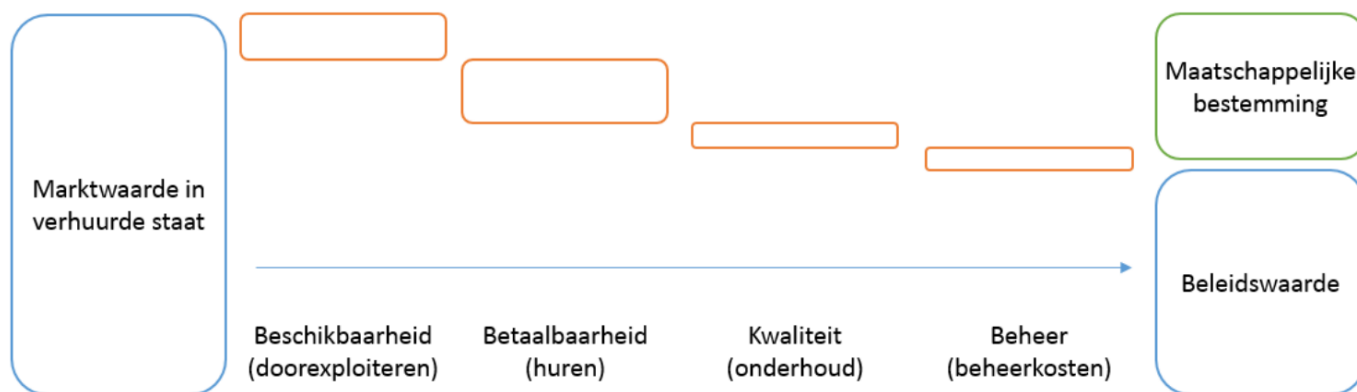 Marktwaarde in
verhuurde staat
Beschikbaarheid
(doorexploiteren)
Betaalbaarheid
(huren)
Kwaliteit
(onderhoud)
Beheer
(beheerkosten)
Maatschappelijke
bestemming
Beleidswaarde